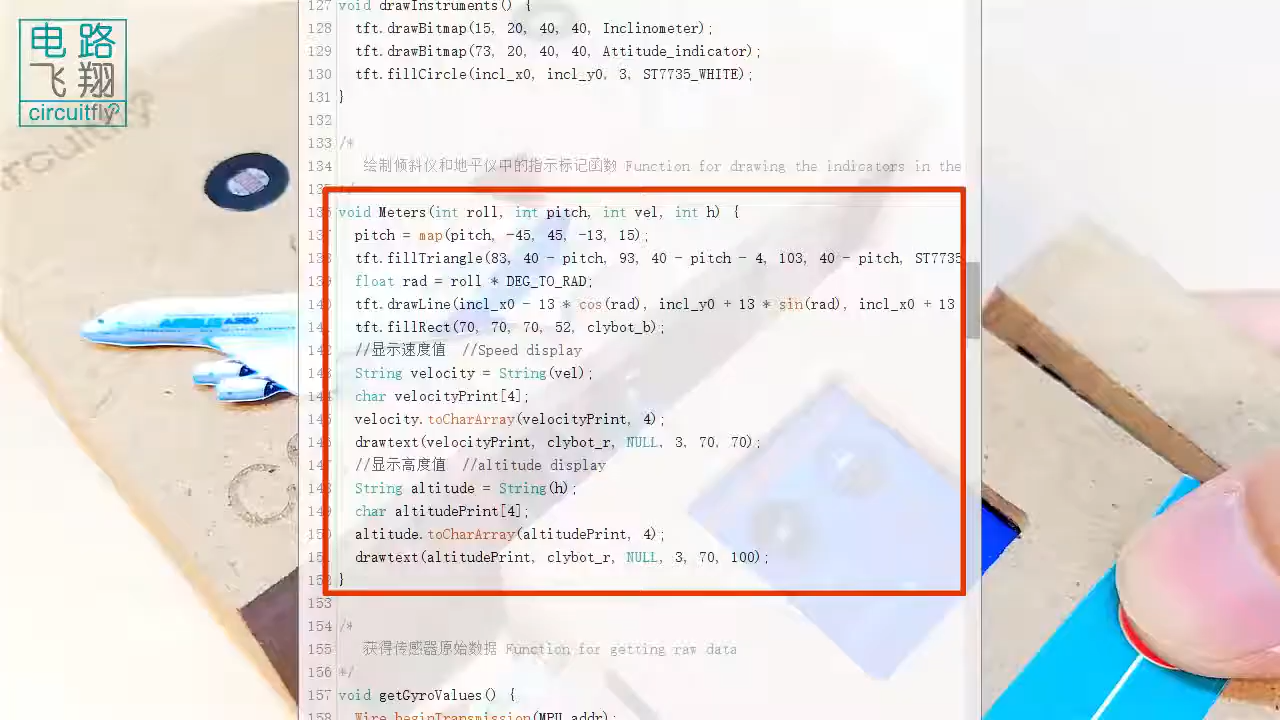 电路
飞翔
circuitfly
AIRBUS A380
127 void drawInstruments() {
128 tft.drawBitmap(15, 20, 40, 40, Inclinometer);
129 tft.drawBitmap(73, 20, 40, 40, Attitude_indicator);
130 tft.fillCircle(incl_x0, incl_y0, 3, ST7735_WHITE);
131 }
132
133 /*
134 绘制倾斜仪和地平仪中的指示标记函数 Function for drawing the indicators in the
135 */
void Meters(int roll, int pitch, int vel, int h) {
pitch = map(pitch, -45, 45, -13, 15);
tft.fillTriangle(83, 40 - pitch, 93, 40 - pitch - 4, 103, 40 - pitch, ST7735
float rad = roll * DEG_TO_RAD;
tft.drawLine(incl_x0 - 13 * cos(rad), incl_y0 + 13 * sin(rad), incl_x0 + 13
tft.fillRect(70, 70, 70, 52, clybot_b);
//显示速度值 //Speed display
String velocity = String(vel);
char velocityPrint[4];
velocity.toCharArray(velocityPrint, 4);
drawtext(velocityPrint, clybot_r, NULL, 3, 70, 70);
//显示高度值 //altitude display
String altitude = String(h);
char altitudePrint[4];
altitude.toCharArray(altitudePrint, 4);
drawtext(altitudePrint, clybot_r, NULL, 3, 70, 100);
}
153
154 /*
155 获得传感器原始数据 Function for getting raw data
156 */
157 void getGyroValues() {
158 Wire.beginTransmission(MPU_addr);